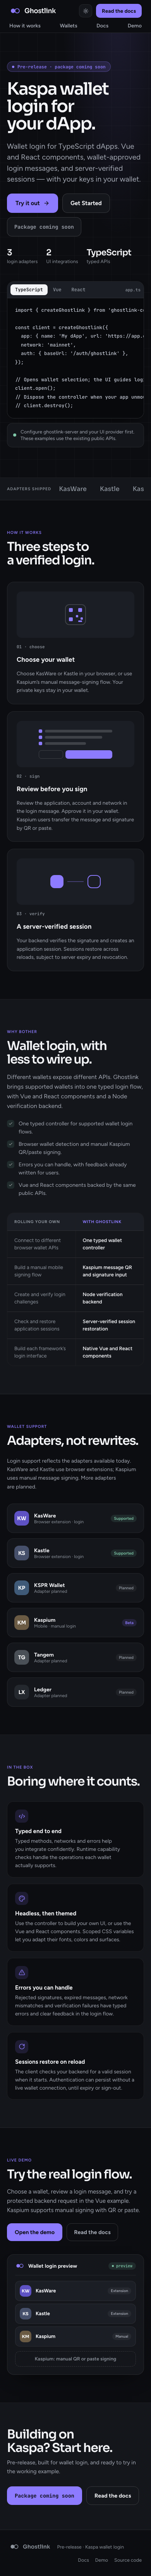 Ghostlink
Read the docs
How it works
Wallets
Docs
Demo
Pre-release · package coming soon
Kaspa wallet
login for
your dApp.
Wallet login for TypeScript dApps. Vue
and React components, wallet-approved
login messages, and server-verified
sessions — with your keys in your wallet.
Try it out →
Get Started
Package coming soon
3
login adapters
2
UI integrations
TypeScript
typed APIs
TypeScript
Vue
React
app.ts
import { createGhostlink } from 'ghostlink-co
const client = createGhostlink({
app: { name: 'My dApp', url: 'https://app.
network: 'mainnet',
auth: { baseUrl: '/auth/ghostlink' },
});
// Opens wallet selection; the UI guides log
client.open();
// Dispose the controller when your app unmo
// client.destroy();
Configure ghostlink-server and your UI provider first.
These examples use the existing public APIs.
ADAPTERS SHIPPED
KasWare
Kastle
Kas
HOW IT WORKS
Three steps to
a verified login.
01 · choose
Choose your wallet
Choose KasWare or Kastle in your browser, or use
Kaspium's manual message-signing flow. Your
private keys stay in your wallet.
02 · sign
Review before you sign
Review the application, account and network in
the login message. Approve it in your wallet.
Kaspium users transfer the message and signature
by QR or paste.
03 · verify
A server-verified session
Your backend verifies the signature and creates an
application session. Sessions restore across
reloads, subject to server expiry and revocation.
WHY BOTHER
Wallet login, with
less to wire up.
Different wallets expose different APIs. Ghostlink
brings supported wallets into one typed login flow,
with Vue and React components and a Node
verification backend.
One typed controller for supported wallet login
flows.
Browser wallet detection and manual Kaspium
QR/paste signing.
Errors you can handle, with feedback already
written for users.
Vue and React components backed by the same
public APIs.
ROLLING YOUR OWN
WITH GHOSTLINK
Connect to different
browser wallet APIs
One typed wallet
controller
Build a manual mobile
signing flow
Kaspium message QR
and signature input
Create and verify login
challenges
Node verification
backend
Check and restore
application sessions
Server-verified session
restoration
Build each framework's
login interface
Native Vue and React
components
WALLET SUPPORT
Adapters, not rewrites.
Login support reflects the adapters available today.
KasWare and Kastle use browser extensions; Kaspium
uses manual message signing. More adapters
are planned.
KW
KasWare
Browser extension · login
Supported
KS
Kastle
Browser extension · login
Supported
KP
KSPR Wallet
Adapter planned
Planned
KM
Kaspium
Mobile · manual login
Beta
TG
Tangem
Adapter planned
Planned
LX
Ledger
Adapter planned
Planned
IN THE BOX
Boring where it counts.
Typed end to end
Typed methods, networks and errors help
you integrate confidently. Runtime capability
checks handle the operations each wallet
actually supports.
Headless, then themed
Use the controller to build your own UI, or use the
Vue and React components. Scoped CSS variables
let you adapt their fonts, colors and surfaces.
Errors you can handle
Rejected signatures, expired messages, network
mismatches and verification failures have typed
errors and clear feedback in the login flow.
Sessions restore on reload
The client checks your backend for a valid session
when it starts. Authentication can persist without a
live wallet connection, until expiry or sign-out.
LIVE DEMO
Try the real login flow.
Choose a wallet, review a login message, and try a
protected backend request in the Vue example.
Kaspium supports manual signing with QR or paste.
Open the demo
Read the docs
Wallet login preview
preview
KW
KasWare
Extension
KS
Kastle
Extension
KM
Kaspium
Manual
Kaspium: manual QR or paste signing
Building on
Kaspa? Start here.
Pre-release, built for wallet login, and ready to try in
the working example.
Package coming soon
Read the docs
Ghostlink
Pre-release · Kaspa wallet login
Docs
Demo
Source code